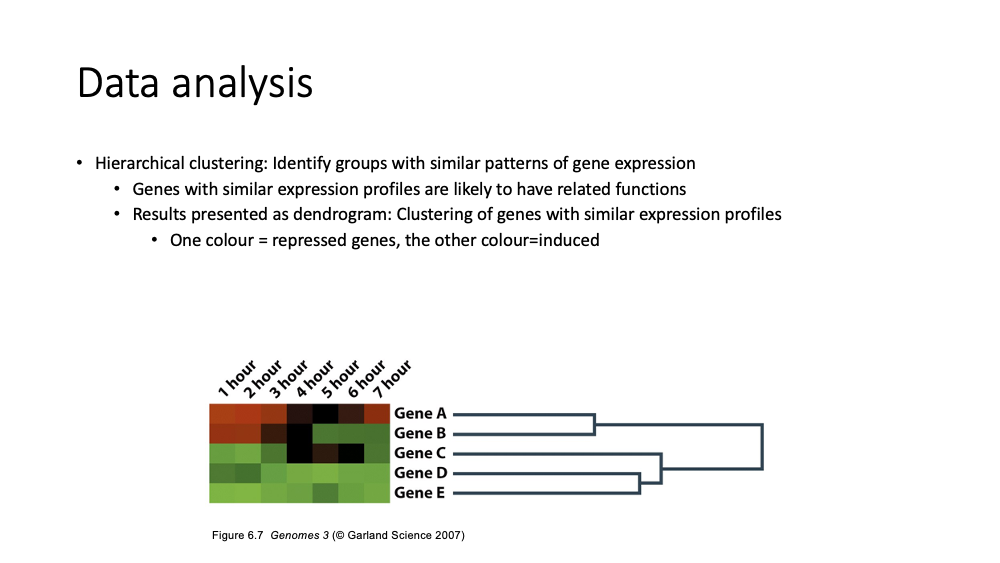 Data analysis
• Hierarchical clustering: Identify groups with similar patterns of gene expression
• Genes with similar expression profiles are likely to have related functions
• Results presented as dendrogram: Clustering of genes with similar expression profiles
• One colour = repressed genes, the other colour=induced
1 hour
2 hour
3 hour
4 hour
5 hour
6 hour
7 hour
Gene A
Gene B
Gene C
Gene D
Gene E
Figure 6.7 Genomes 3 (© Garland Science 2007)